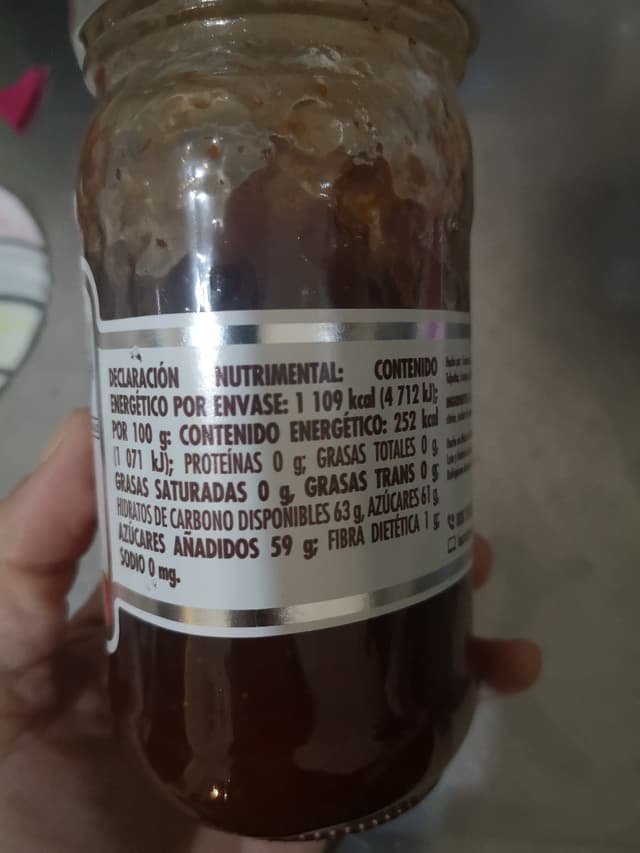 DECLARACIÓN NUTRIMENTAL: CONTENIDO
ENERGÉTICO POR ENVASE: 1 109 kcal (4 712 kJ);
POR 100 g: CONTENIDO ENERGÉTICO: 252 kcal
(1 071 kJ); PROTEÍNAS 0 g; GRASAS TOTALES 0 g,
GRASAS SATURADAS 0 g, GRASAS TRANS 0 g;
HIDRATOS DE CARBONO DISPONIBLES 63 g, AZÚCARES 61 g,
AZÚCARES AÑADIDOS 59 g; FIBRA DIETÉTICA 1 g;
SODIO 0 mg.